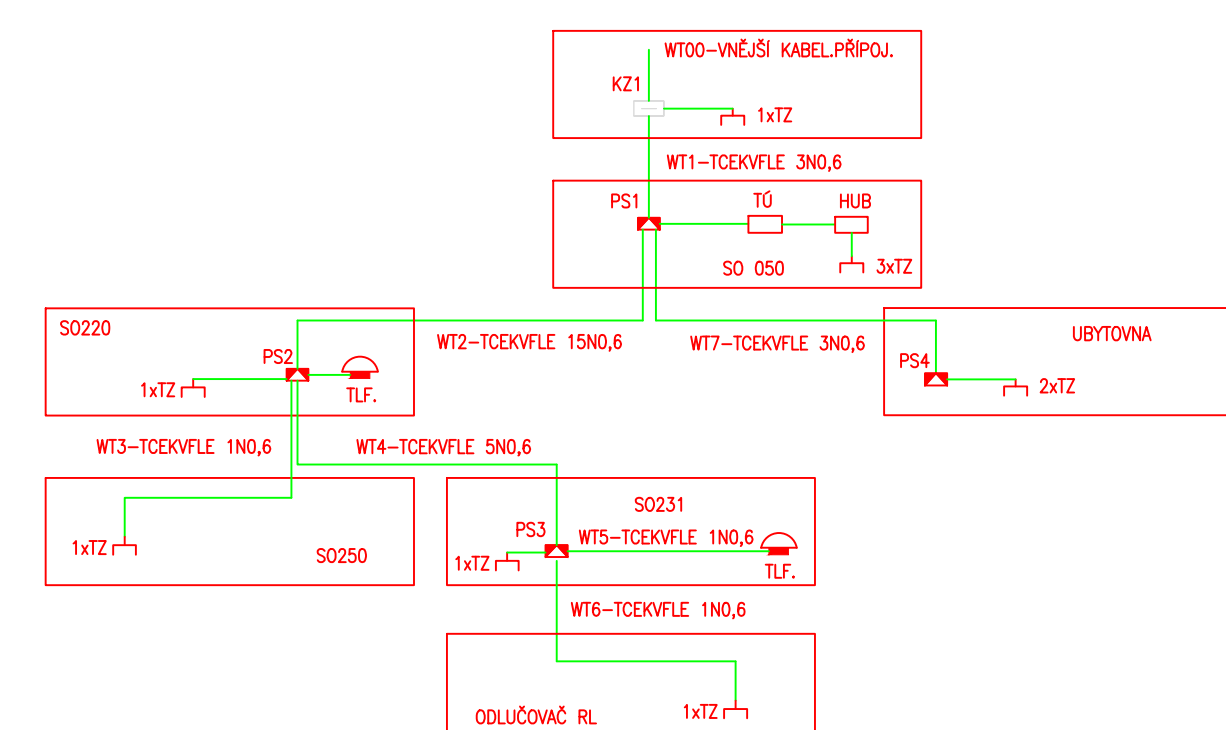 WT00-VNĚJŠÍ KABEL.PŘÍPOJ.
KZ1
1xTZ
WT1-TCEKVFLE 3N0,6
PS1
TÚ
HUB
SO 050
3xTZ
SO220
WT2-TCEKVFLE 15N0,6
WT7-TCEKVFLE 3N0,6
UBYTOVNA
PS2
PS4
1xTZ
TLF.
2xTZ
WT3-TCEKVFLE 1N0,6
WT4-TCEKVFLE 5N0,6
SO231
PS3
WT5-TCEKVFLE 1N0,6
1xTZ
SO250
1xTZ
TLF.
WT6-TCEKVFLE 1N0,6
ODLUČOVAČ RL
1xTZ